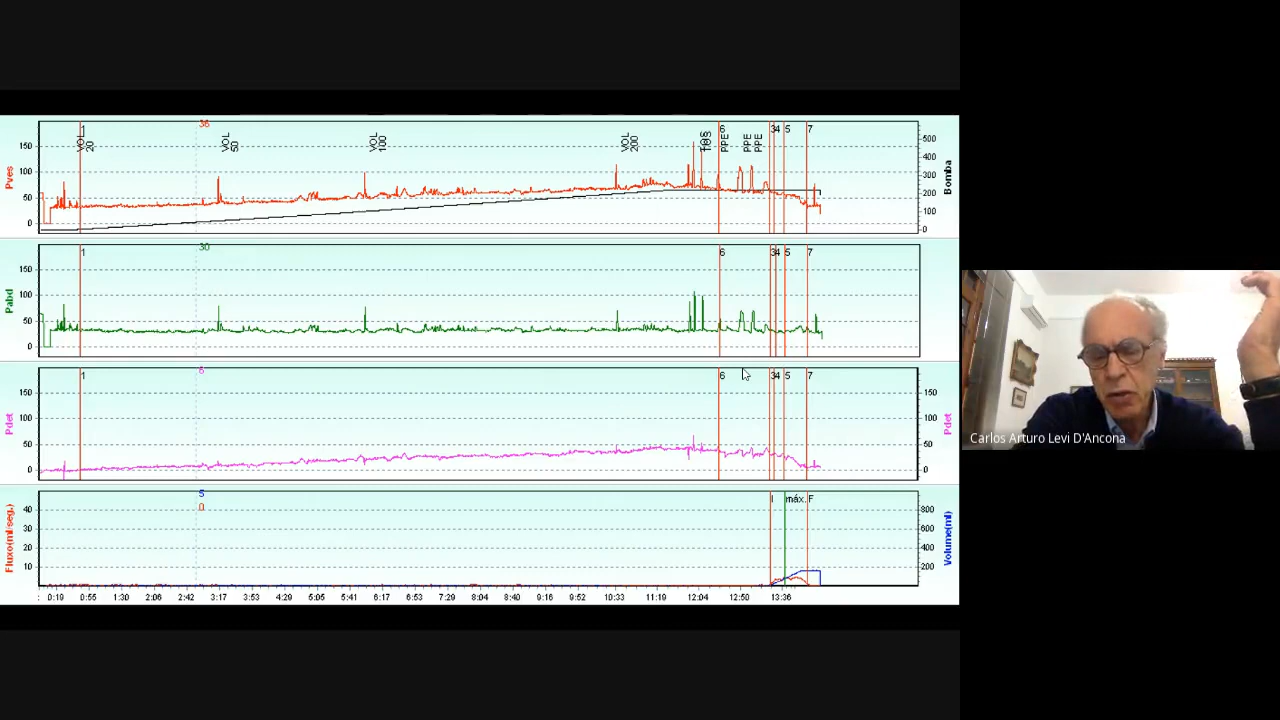 36
1 6 34 5 7
VOL 20
VOL 50
VOL 100
VOL 200
PPE
PPE
PPE
Pves
150
100
50
0
500
400
300
200
100
0
Bomba
30
1 6 34 5 7
Pabd
150
100
50
0
6
1 6 34 5 7
Pdet
150
100
50
0
150
100
50
0
Pdet
5
0
I máx. F
Fluxo(ml/seg.)
40
30
20
10
800
600
400
200
Volume(ml)
: 0:19 0:55 1:30 2:06 2:42 3:17 3:53 4:29 5:05 5:41 6:17 6:53 7:29 8:04 8:40 9:16 9:52 10:33 11:19 12:04 12:50 13:36
Carlos Arturo Levi D'Ancona